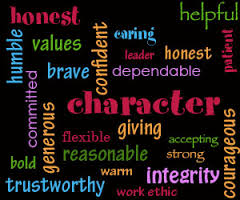 honest
helpful
humble
values
confident
caring
leader
honest
patient
brave
dependable
committed
generous
character
giving
flexible
accepting
courageous
bold
reasonable
strong
warm
integrity
trustworthy
work ethic